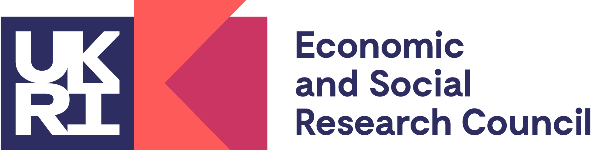 UK
RI
Economic
and Social
Research Council